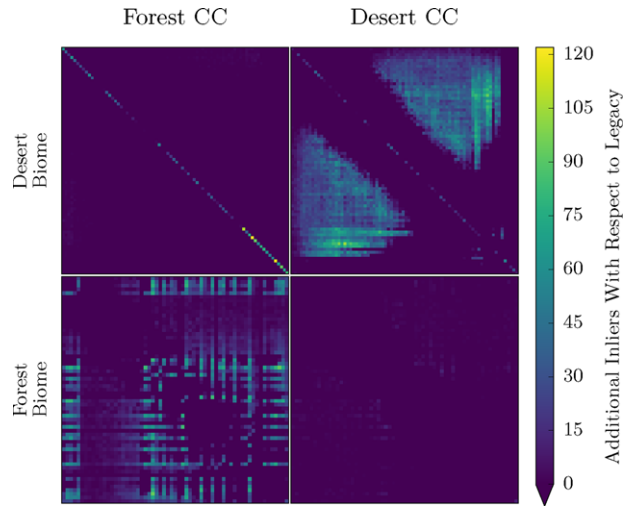 Forest CC
Desert CC
Desert
Biome
Forest
Biome
120
105
90
75
60
45
30
15
0
Additional Inliers With Respect to Legacy